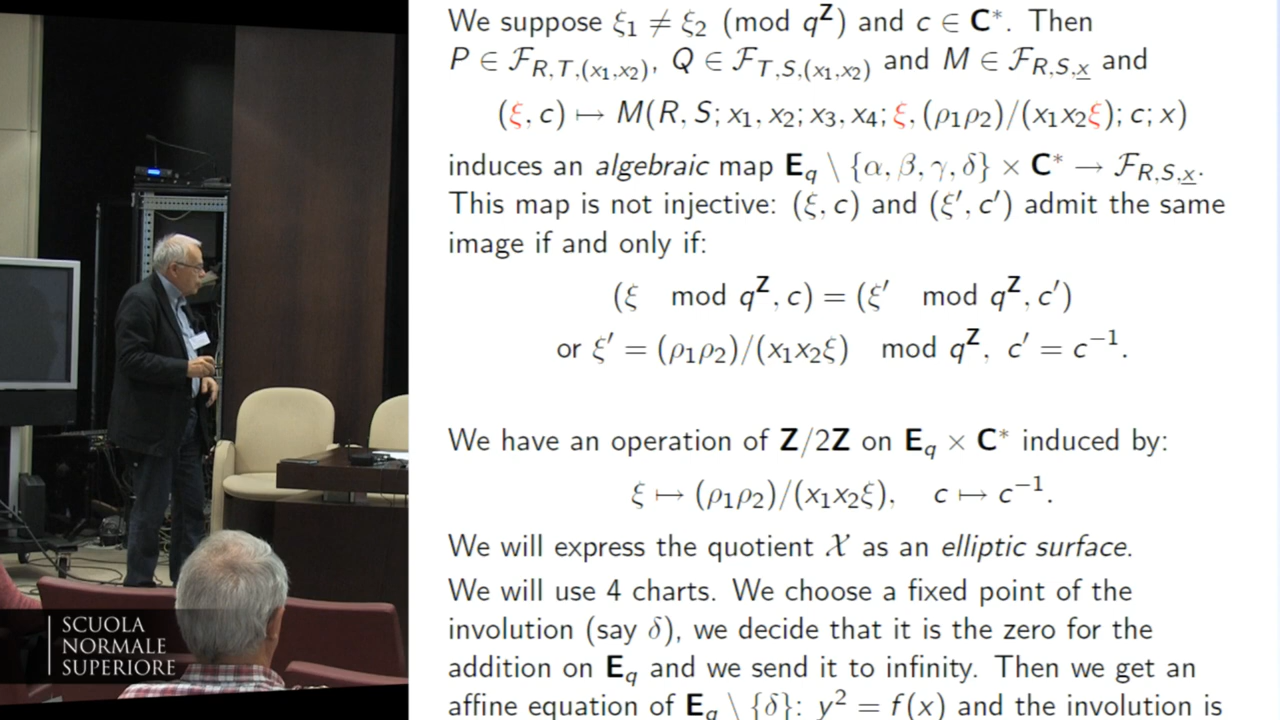 We suppose ξ₁ ≠ ξ₂ (mod q^Z) and c ∈ C*. Then
P ∈ F_{R,T,(x₁,x₂)}, Q ∈ F_{T,S,(x₁,x₂)} and M ∈ F_{R,S,x̲} and
(ξ, c) ↦ M(R, S; x₁, x₂; x₃, x₄; ξ, (ρ₁ρ₂)/(x₁x₂ξ); c; x)
induces an algebraic map E_q \ {α, β, γ, δ} × C* → F_{R,S,x̲}.
This map is not injective: (ξ, c) and (ξ′, c′) admit the same
image if and only if:
(ξ mod q^Z, c) = (ξ′ mod q^Z, c′)
or ξ′ = (ρ₁ρ₂)/(x₁x₂ξ) mod q^Z, c′ = c⁻¹.
We have an operation of Z/2Z on E_q × C* induced by:
ξ ↦ (ρ₁ρ₂)/(x₁x₂ξ), c ↦ c⁻¹.
We will express the quotient X as an elliptic surface.
We will use 4 charts. We choose a fixed point of the
involution (say δ), we decide that it is the zero for the
addition on E_q and we send it to infinity. Then we get an
affine equation of E_q \ {δ}: y² = f(x) and the involution is
SCUOLA
NORMALE
SUPERIORE